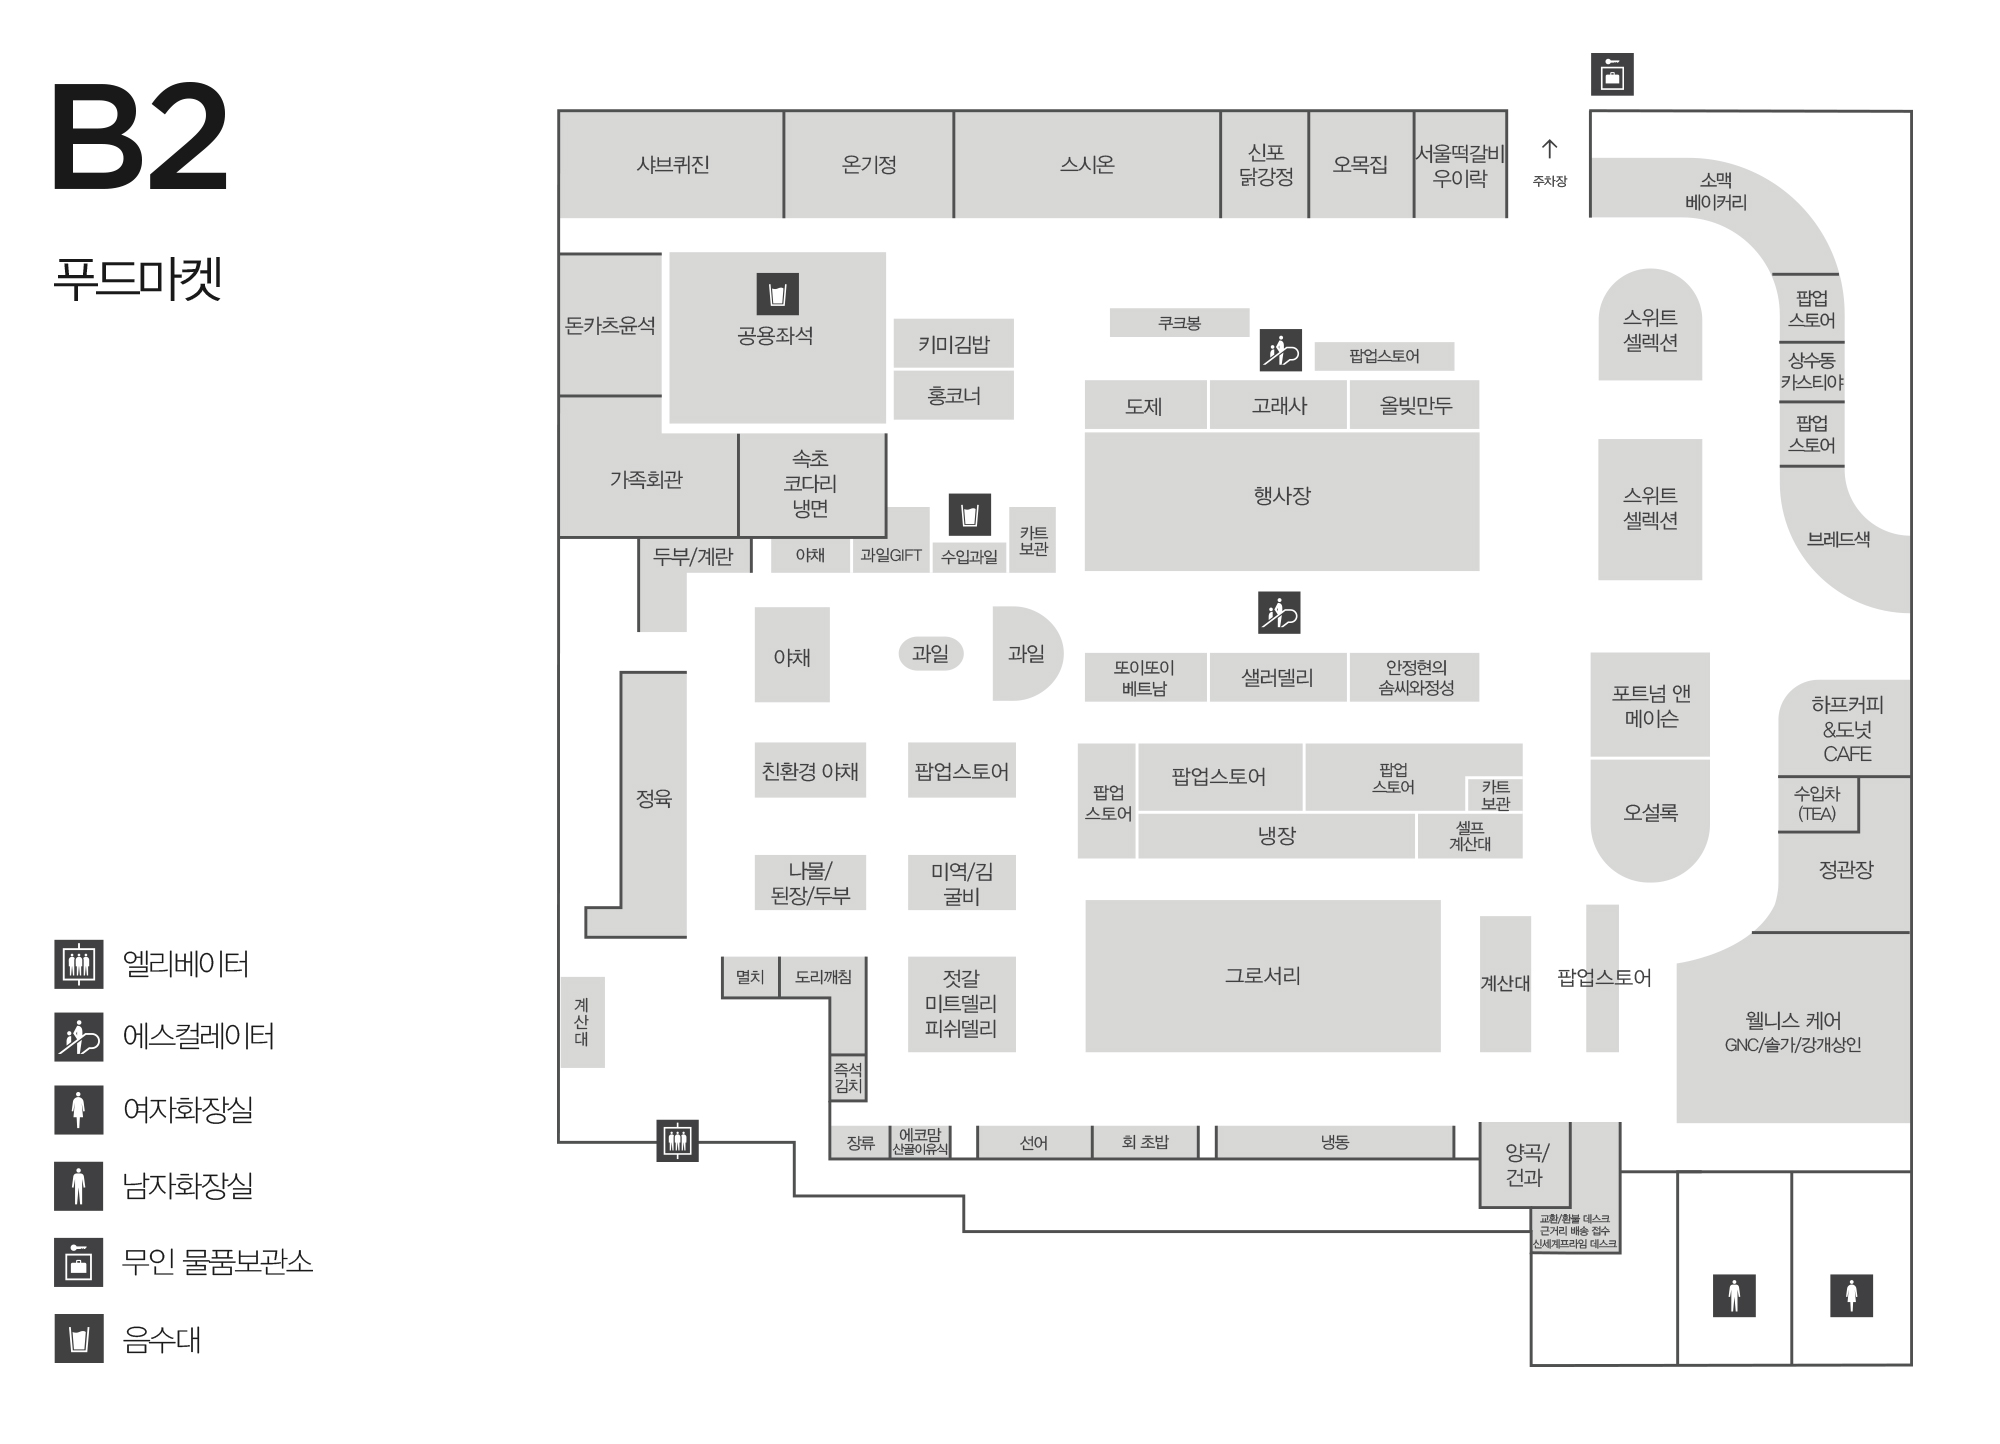 B2
푸드마켓
엘리베이터
에스컬레이터
여자화장실
남자화장실
무인 물품보관소
음수대
샤브퀴진
온기정
스시온
신포
닭강정
오목집
서울떡갈비
우이락
주차장
소맥
베이커리
돈카츠윤석
공용좌석
키미김밥
홍코너
쿠크봉
팝업스토어
도제
고래사
올빚만두
행사장
스위트
셀렉션
팝업
스토어
상수동
카스티야
팝업
스토어
스위트
셀렉션
브레드색
가족회관
속초
코다리
냉면
두부/계란
야채
과일GIFT
수입과일
카트
보관
야채
과일
과일
또이또이
베트남
샐러델리
안정현의
솜씨와정성
포트넘 앤
메이슨
오설록
하프커피
&도넛
CAFE
수입차
(TEA)
정관장
정육
친환경 야채
팝업스토어
팝업
스토어
팝업스토어
팝업
스토어
카트
보관
냉장
셀프
계산대
나물/
된장/두부
미역/김
굴비
멸치
도리깨침
젓갈
미트델리
피쉬델리
그로서리
계산대
팝업스토어
웰니스 케어
GNC/솔가/강개상인
계
산
대
즉석
김치
장류
에코맘
산골이유식
선어
회 초밥
냉동
양곡/
건과
교환/환불 데스크
근거리 배송 접수
신세계프라임 데스크